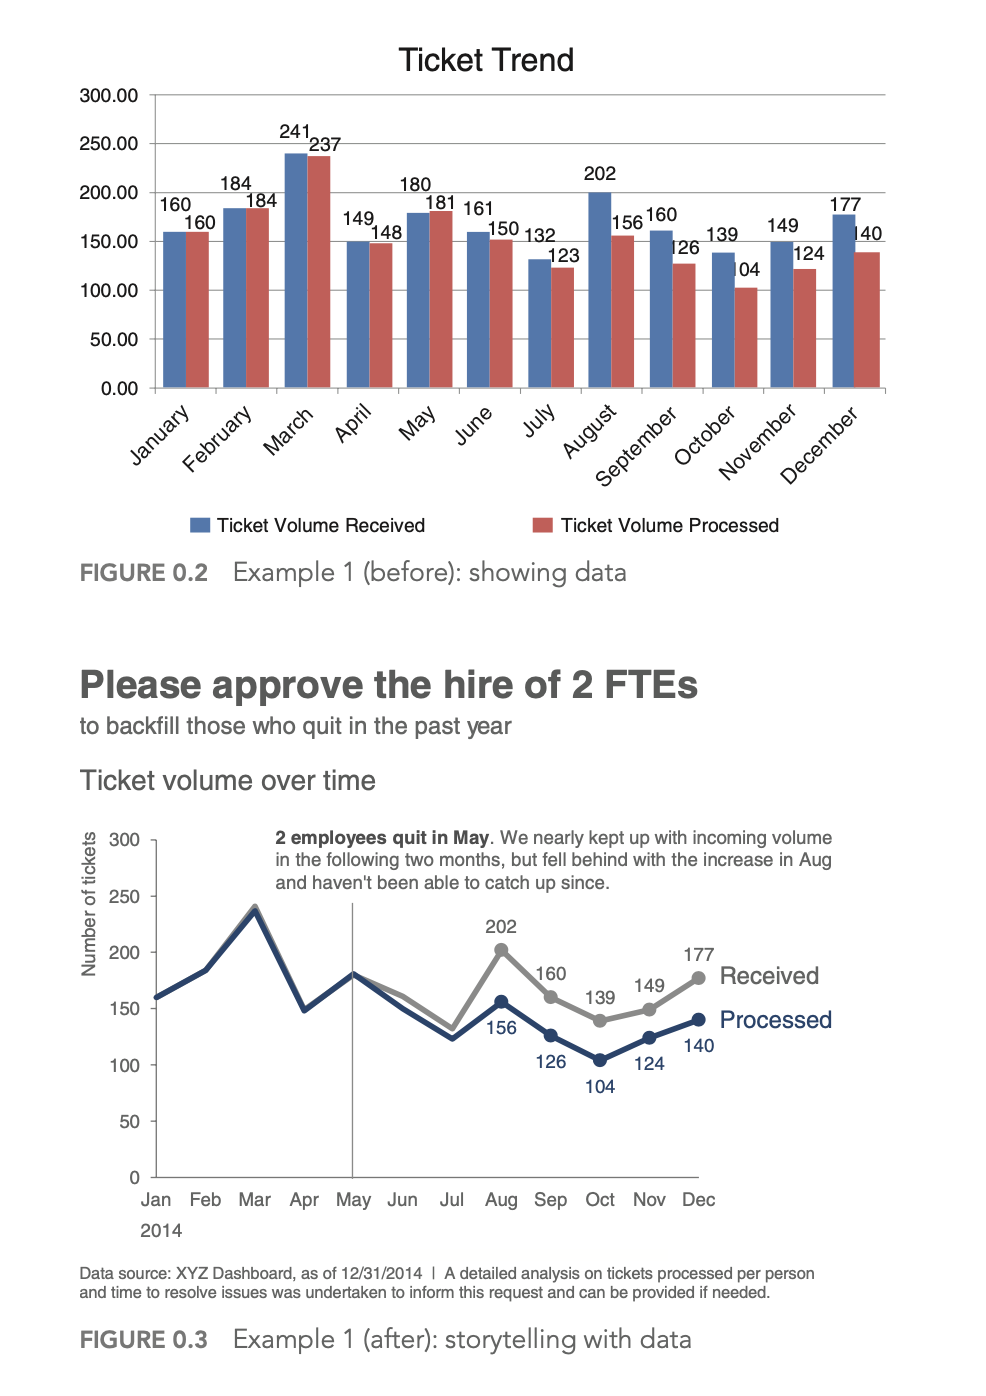 Ticket Trend
300.00
250.00
200.00
150.00
100.00
50.00
0.00
160
160
184
184
241
237
149
148
180
181
161
150
132
123
202
156
160
126
139
104
149
124
177
140
January
February
March
April
May
June
July
August
September
October
November
December
Ticket Volume Received
Ticket Volume Processed
FIGURE 0.2 Example 1 (before): showing data
Please approve the hire of 2 FTEs
to backfill those who quit in the past year
Ticket volume over time
Number of tickets
300
250
200
150
100
50
0
2 employees quit in May. We nearly kept up with incoming volume
in the following two months, but fell behind with the increase in Aug
and haven't been able to catch up since.
202
160
139
149
177
Received
156
126
104
124
140
Processed
Jan Feb Mar Apr May Jun Jul Aug Sep Oct Nov Dec
2014
Data source: XYZ Dashboard, as of 12/31/2014 | A detailed analysis on tickets processed per person
and time to resolve issues was undertaken to inform this request and can be provided if needed.
FIGURE 0.3 Example 1 (after): storytelling with data